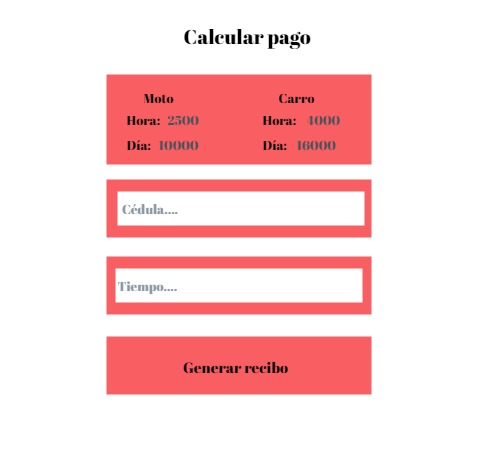 Calcular pago
Moto Carro
Hora: 2500 Hora: 4000
Día: 10000 Día: 16000
Cédula....
Tiempo....
Generar recibo